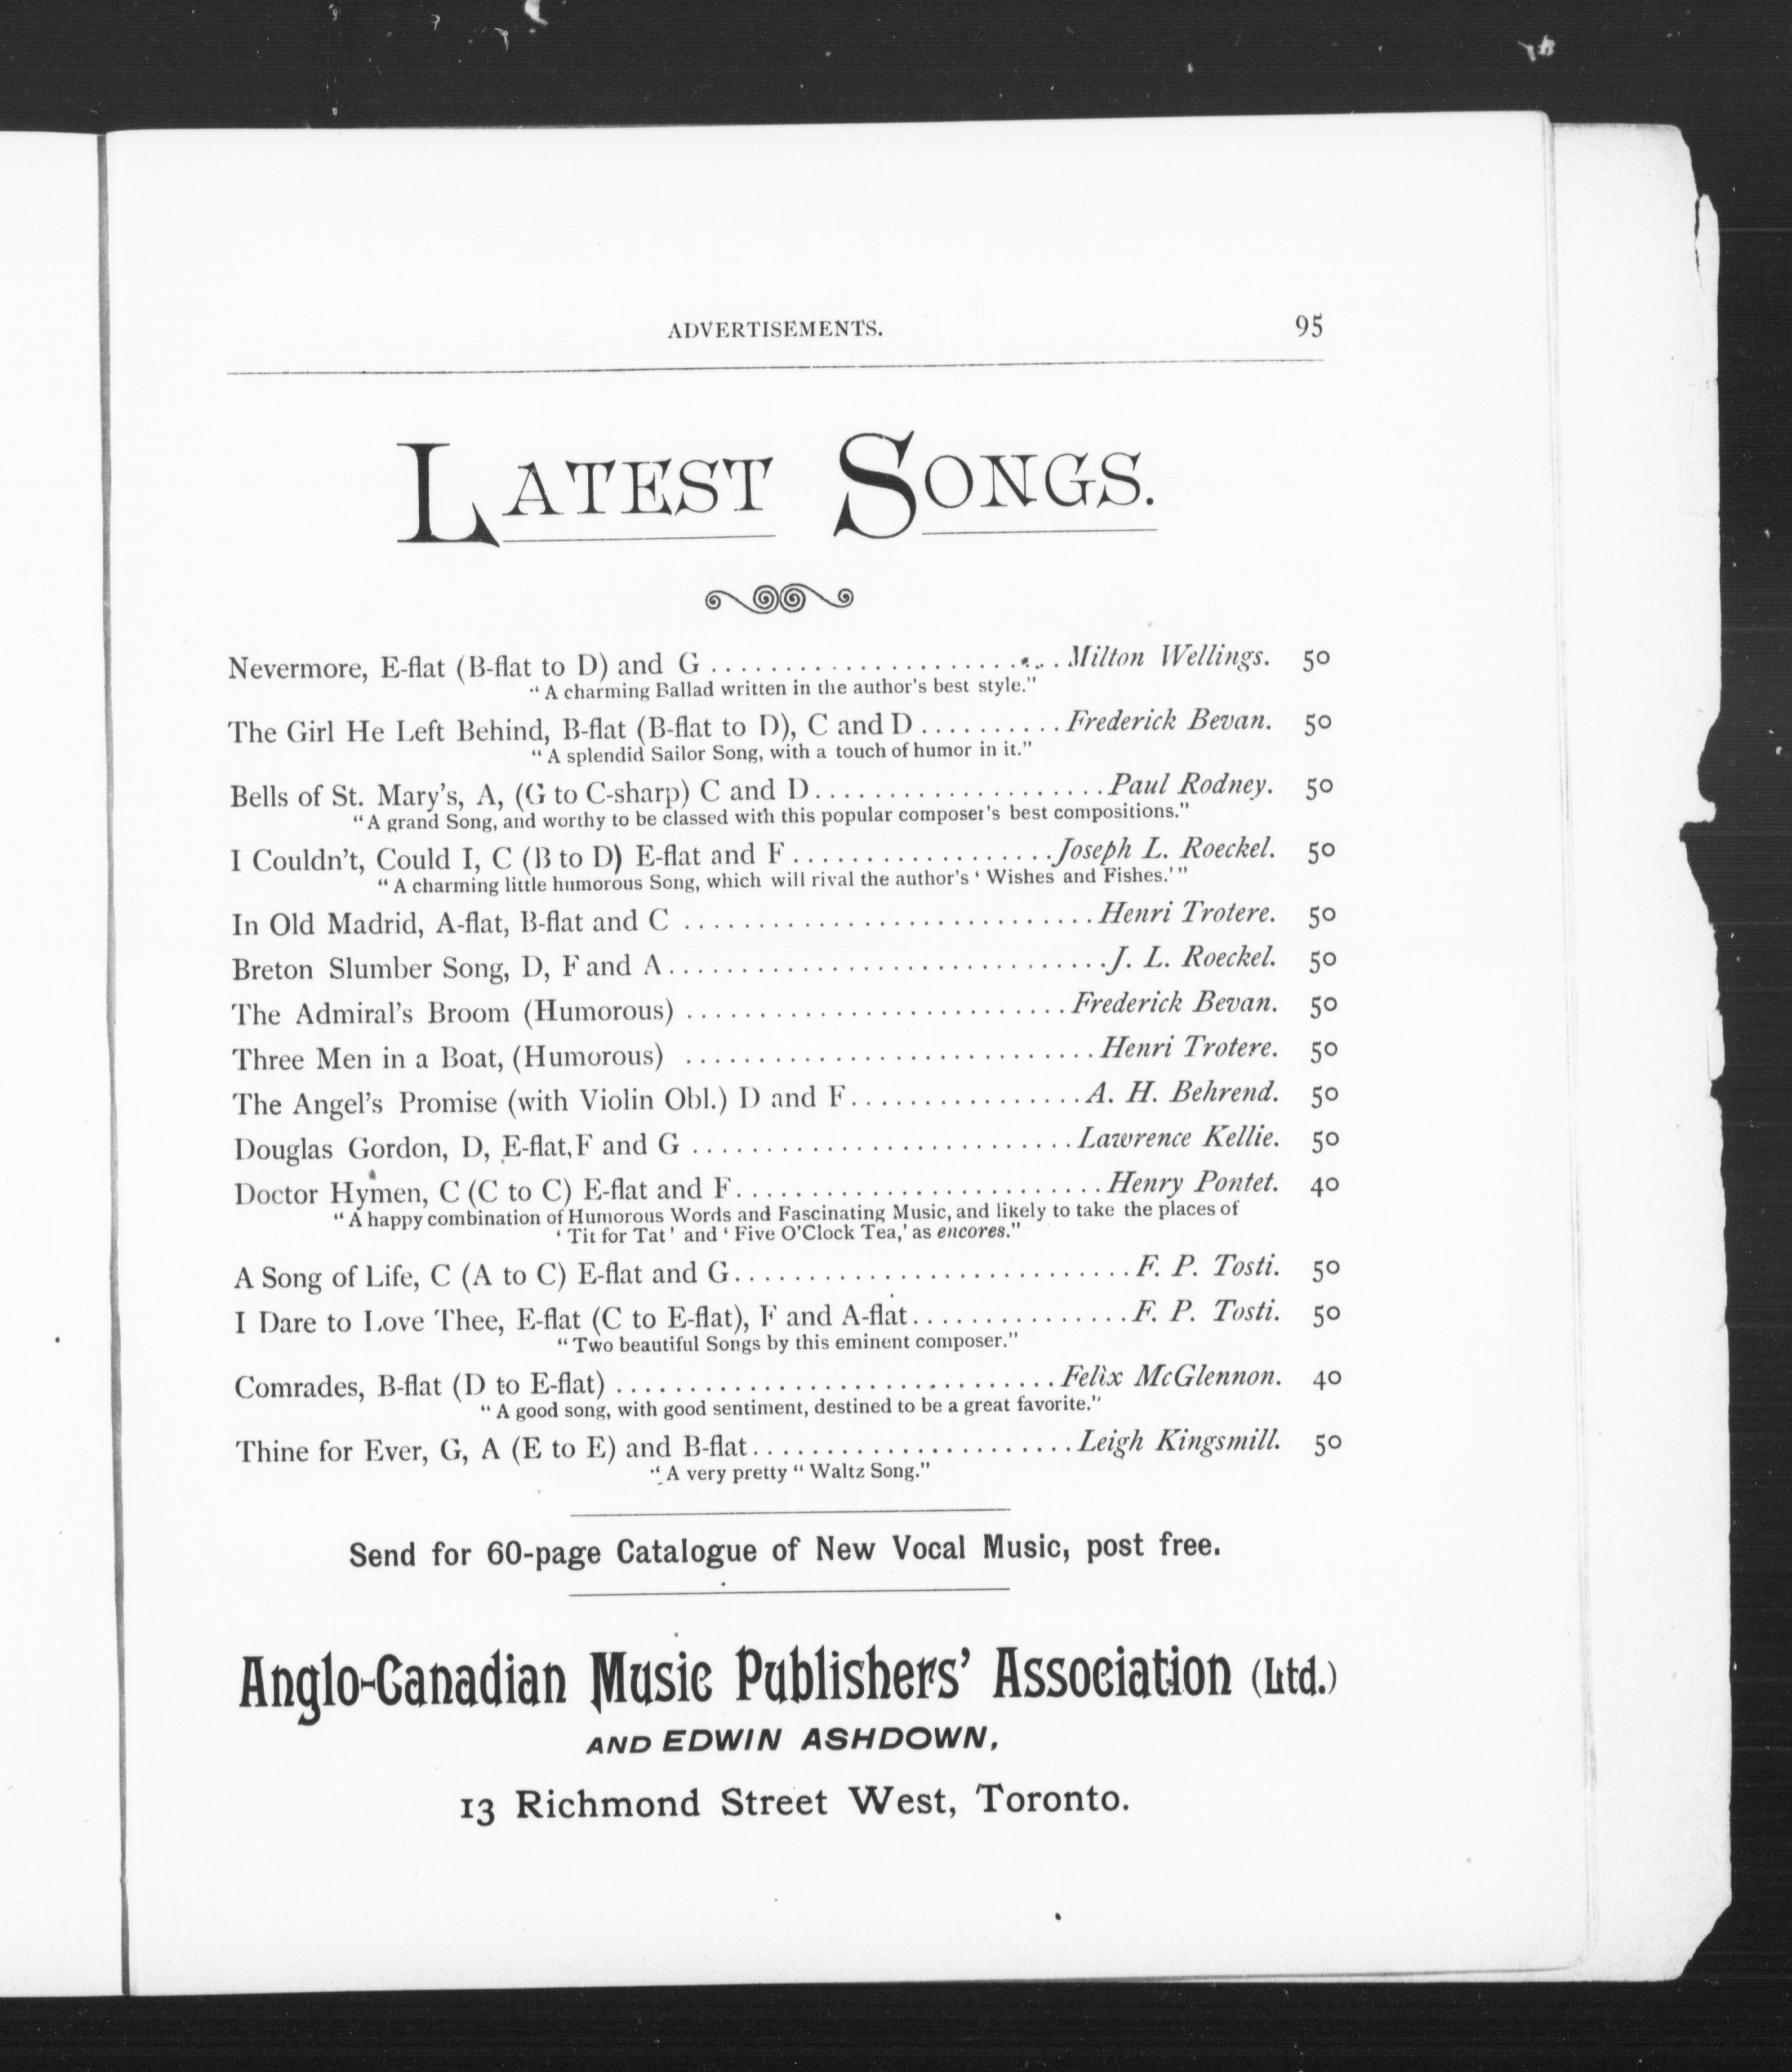 ADVERTISEMENTS. 95
LATEST SONGS.
Nevermore, E-flat (B-flat to D) and G ........................ Milton Wellings. 50
"A charming Ballad written in the author's best style."
The Girl He Left Behind, B-flat (B-flat to D), C and D .......... Frederick Bevan. 50
"A splendid Sailor Song, with a touch of humor in it."
Bells of St. Mary's, A, (G to C-sharp) C and D .................... Paul Rodney. 50
"A grand Song, and worthy to be classed with this popular composer's best compositions."
I Couldn't, Could I, C (B to D) E-flat and F .................. Joseph L. Roeckel. 50
"A charming little humorous Song, which will rival the author's 'Wishes and Fishes.'"
In Old Madrid, A-flat, B-flat and C ............................ Henri Trotere. 50
Breton Slumber Song, D, F and A .............................. J. L. Roeckel. 50
The Admiral's Broom (Humorous) .......................... Frederick Bevan. 50
Three Men in a Boat, (Humorous) ............................ Henri Trotere. 50
The Angel's Promise (with Violin Obl.) D and F ................ A. H. Behrend. 50
Douglas Gordon, D, E-flat, F and G .......................... Lawrence Kellie. 50
Doctor Hymen, C (C to C) E-flat and F ......................... Henry Pontet. 40
"A happy combination of Humorous Words and Fascinating Music, and likely to take the places of
'Tit for Tat' and 'Five O'Clock Tea,' as encores."
A Song of Life, C (A to C) E-flat and G ........................... F. P. Tosti. 50
I Dare to Love Thee, E-flat (C to E-flat), F and A-flat ............... F. P. Tosti. 50
"Two beautiful Songs by this eminent composer."
Comrades, B-flat (D to E-flat) .............................. Felix McGlennon. 40
"A good song, with good sentiment, destined to be a great favorite."
Thine for Ever, G, A (E to E) and B-flat ...................... Leigh Kingsmill. 50
"A very pretty "Waltz Song."
Send for 60-page Catalogue of New Vocal Music, post free.
Anglo-Canadian Music Publishers' Association (Ltd.)
AND EDWIN ASHDOWN,
13 Richmond Street West, Toronto.